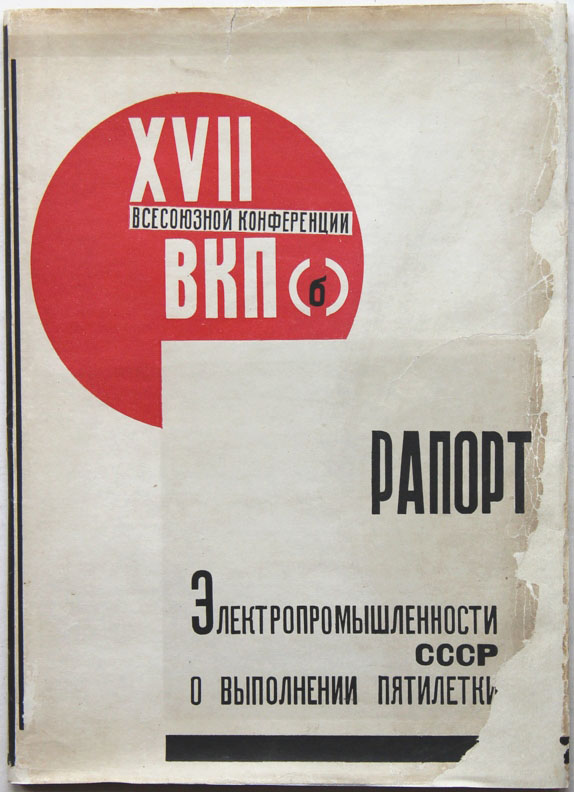 XVII
ВСЕСОЮЗНОЙ КОНФЕРЕНЦИИ
ВКП(б)
РАПОРТ
ЭЛЕКТРОПРОМЫШЛЕННОСТИ
СССР
О ВЫПОЛНЕНИИ ПЯТИЛЕТКИ